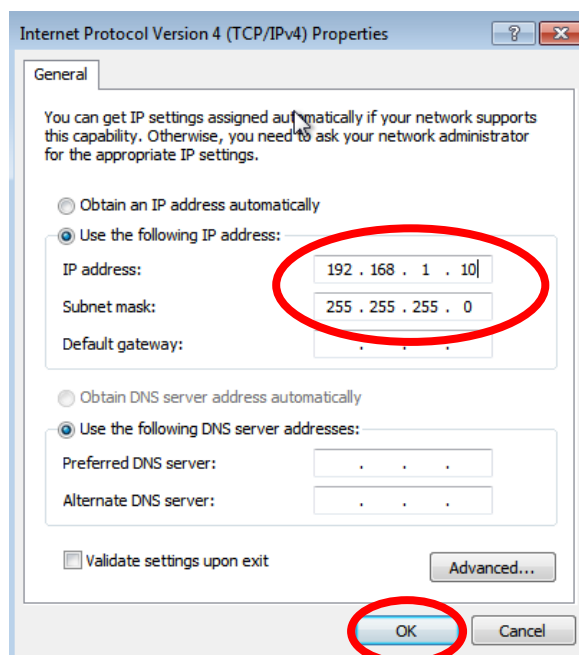 Internet Protocol Version 4 (TCP/IPv4) Properties
General
You can get IP settings assigned automatically if your network supports
this capability. Otherwise, you need to ask your network administrator
for the appropriate IP settings.
Obtain an IP address automatically
Use the following IP address:
IP address: 192 . 168 . 1 . 10
Subnet mask: 255 . 255 . 255 . 0
Default gateway: . . .
Obtain DNS server address automatically
Use the following DNS server addresses:
Preferred DNS server: . . .
Alternate DNS server: . . .
Validate settings upon exit
Advanced...
OK Cancel